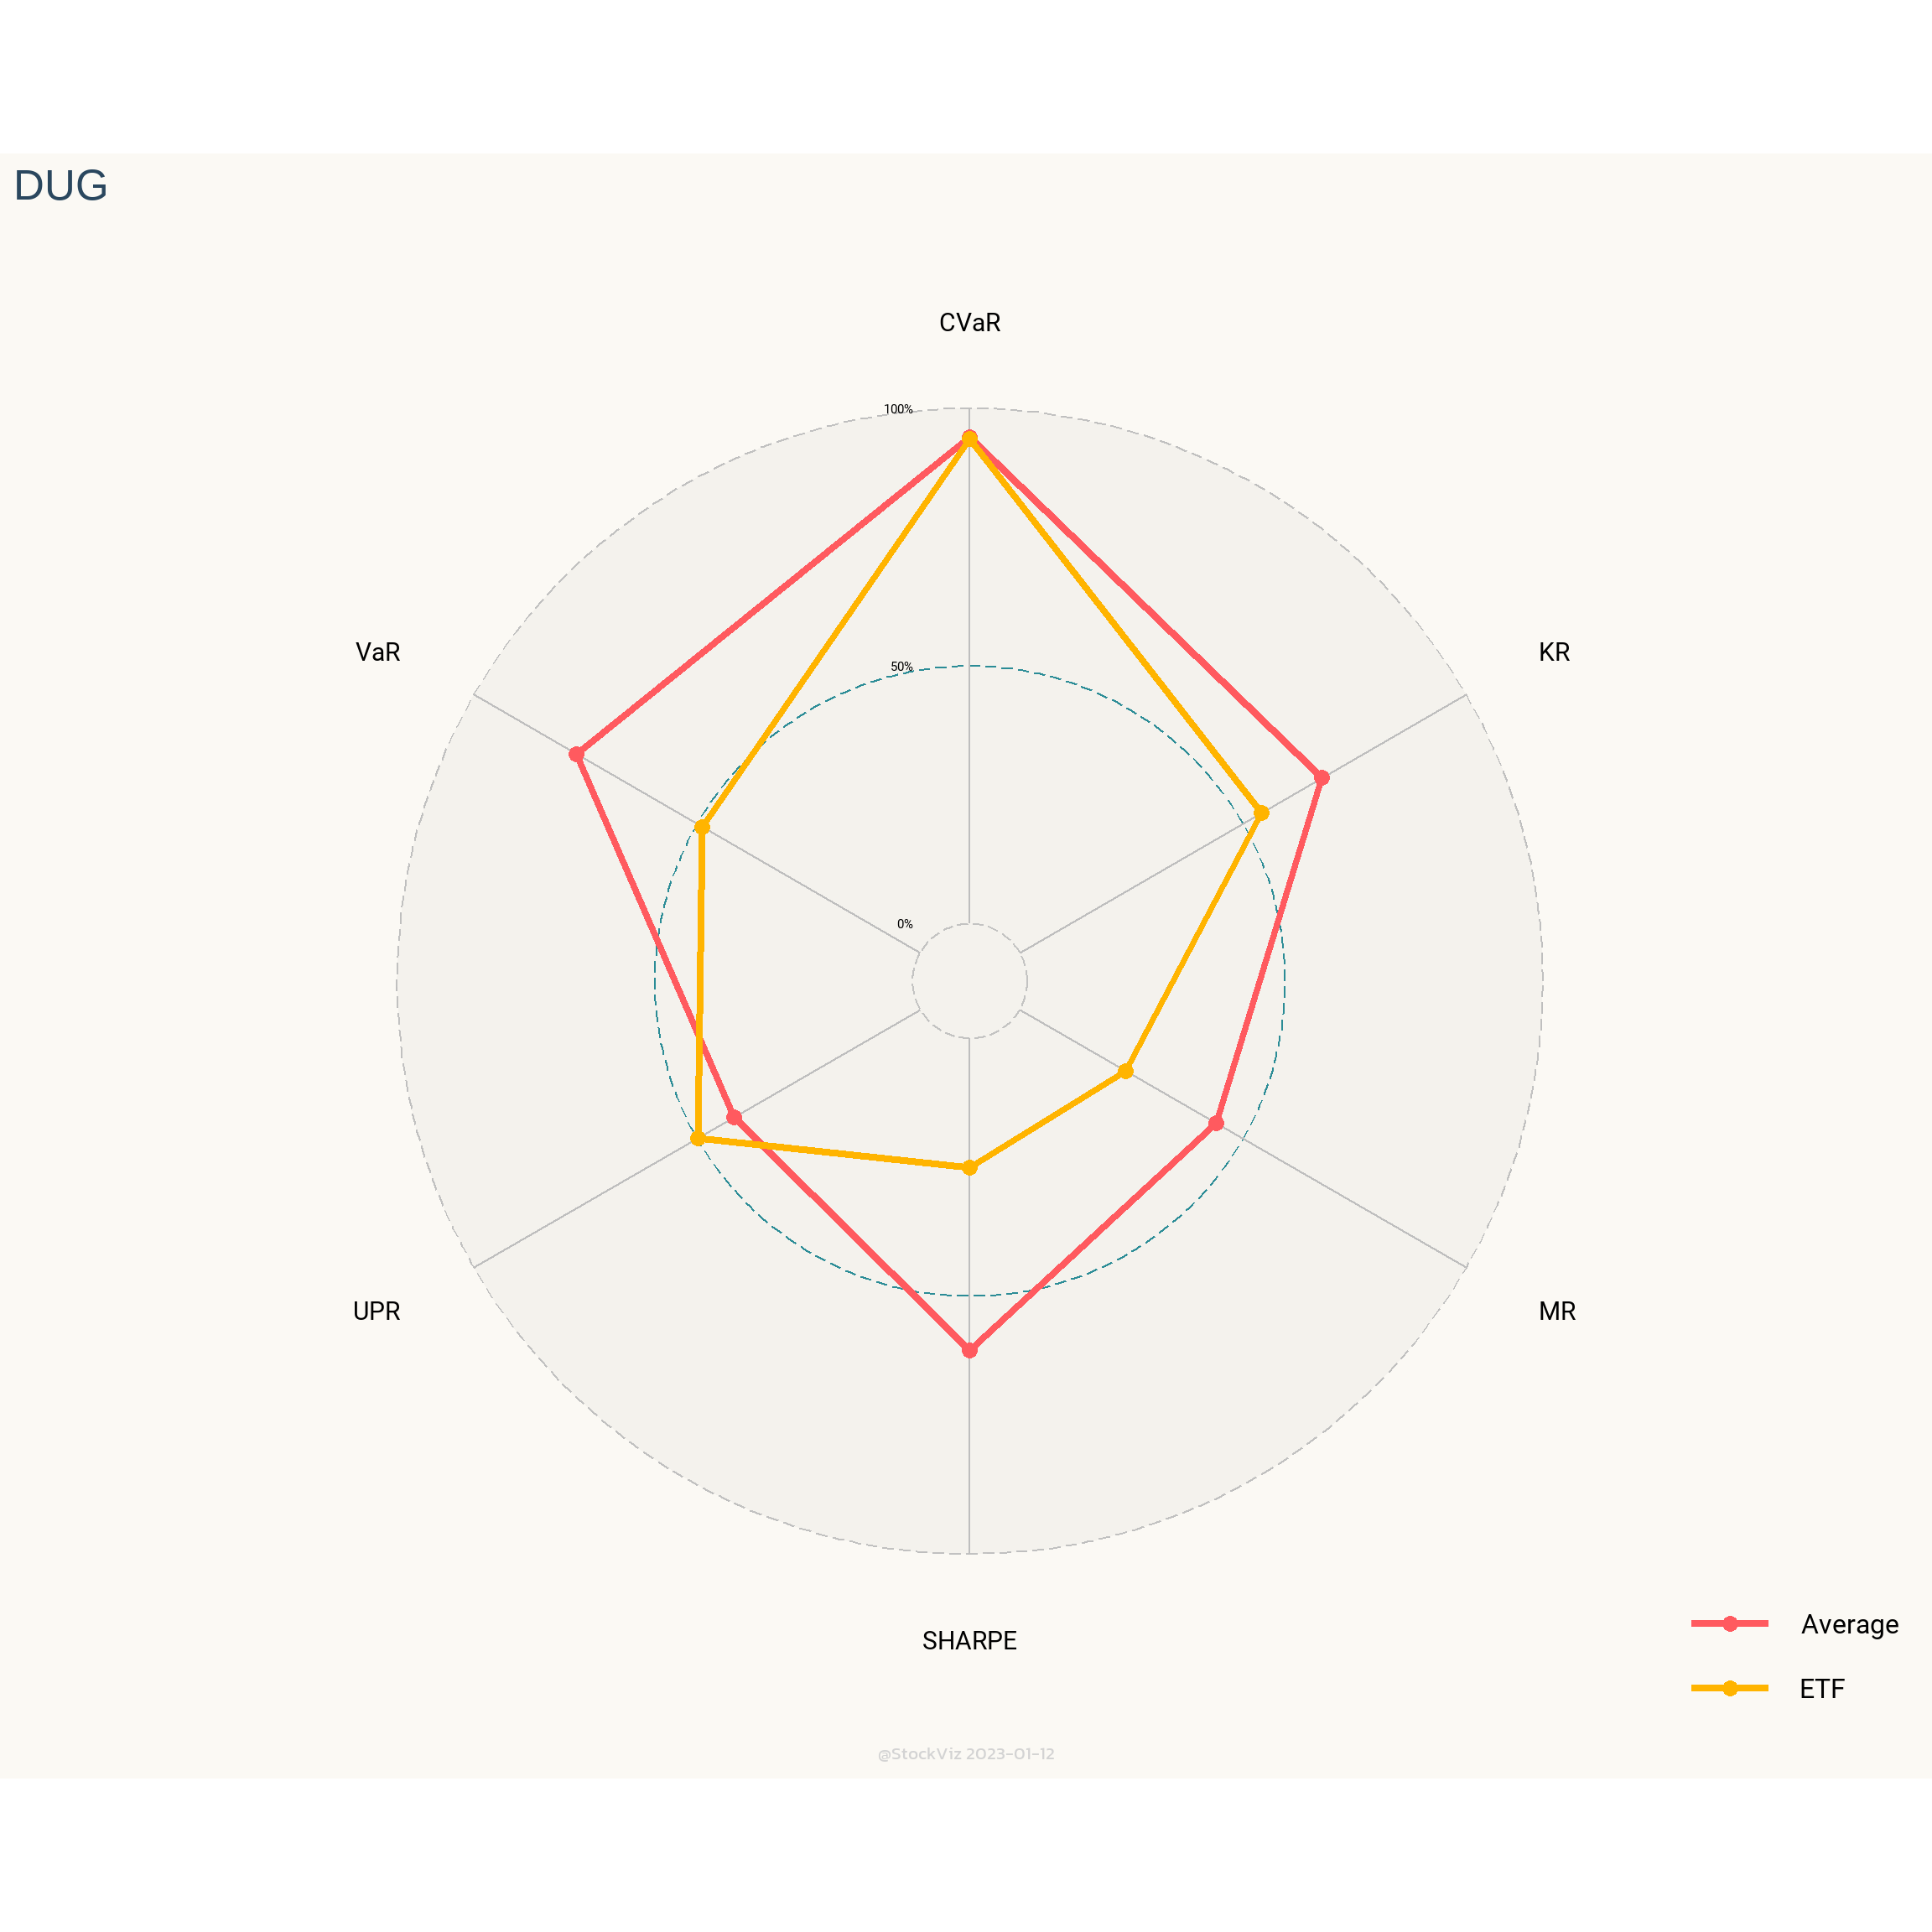 DUG
CVaR
100%
VaR
KR
50%
0%
UPR
MR
SHARPE
Average
ETF
@StockViz 2023-01-12